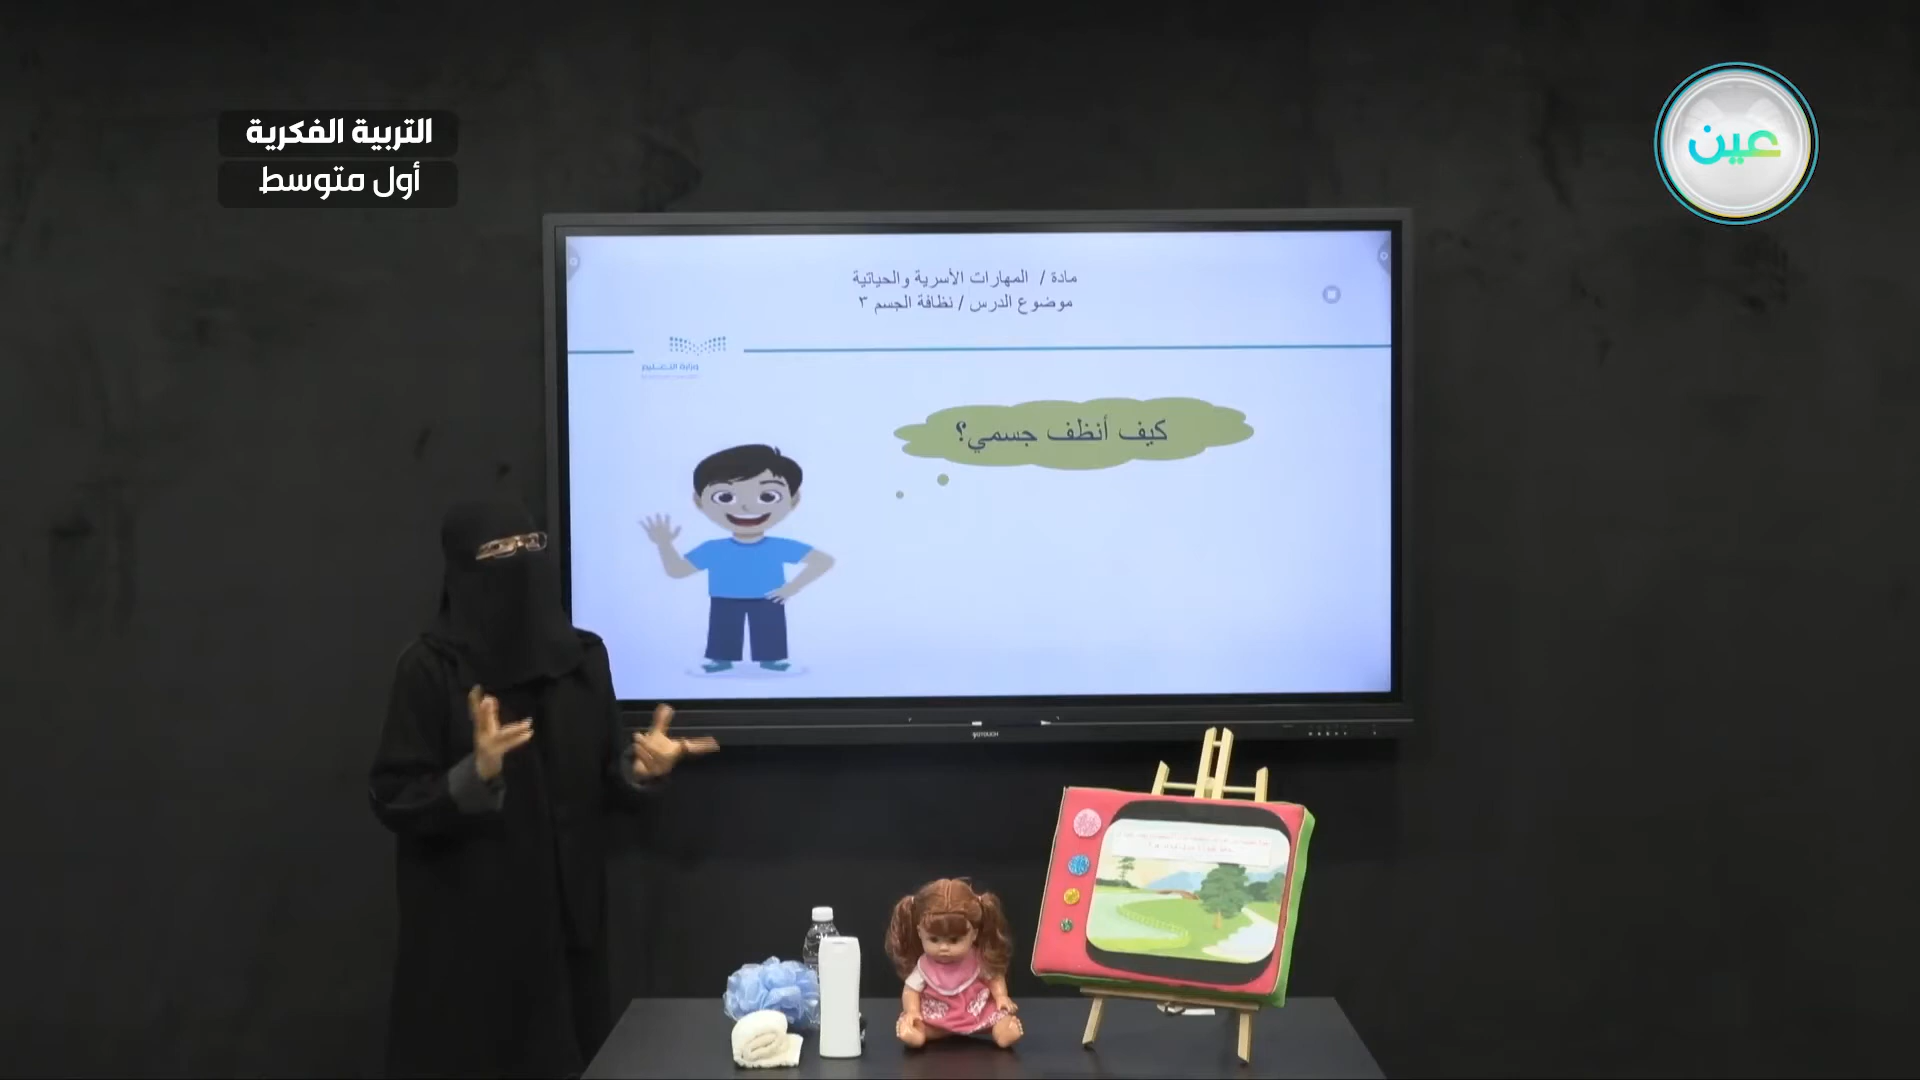 التربية الفكرية
أول متوسط
عين
مادة / المهارات الأسرية والحياتية
موضوع الدرس / نظافة الجسم ٣
وزارة التعليم
كيف أنظف جسمي؟